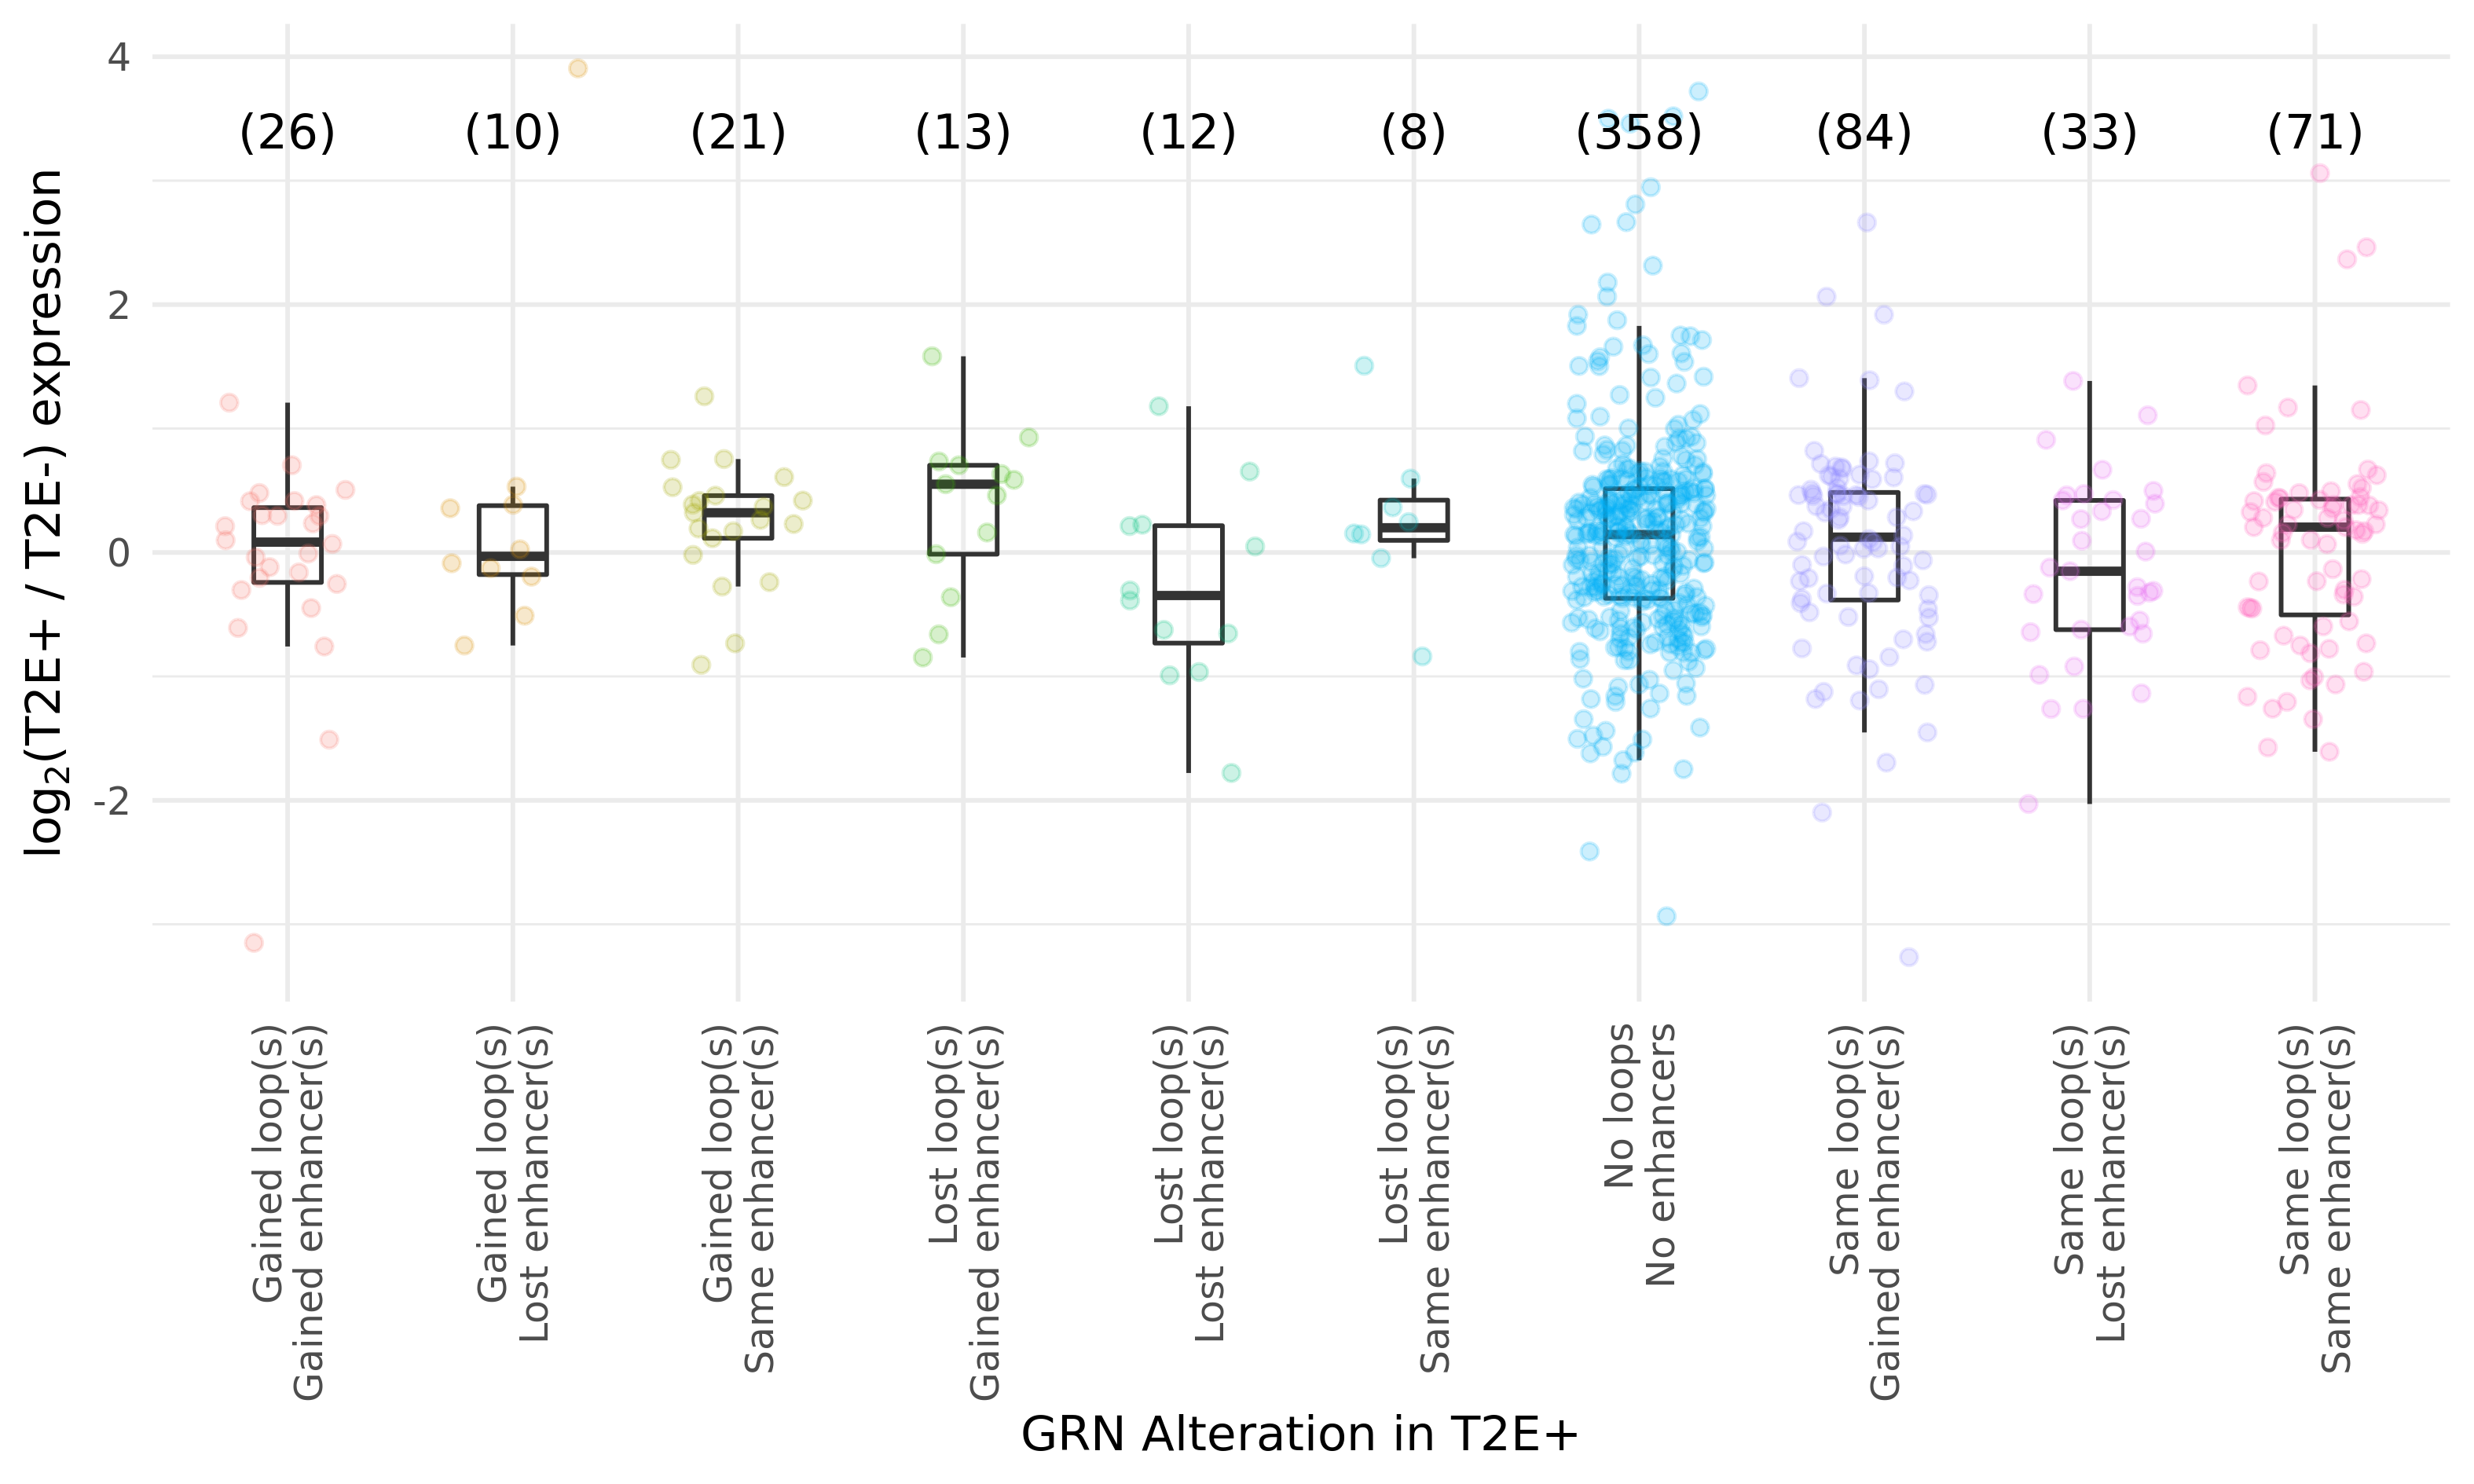 log2(T2E+ / T2E-) expression
4
2
0
-2
(26)
(10)
(21)
(13)
(12)
(8)
(358)
(84)
(33)
(71)
Gained loop(s)
Gained enhancer(s)
Gained loop(s)
Lost enhancer(s)
Gained loop(s)
Same enhancer(s)
Lost loop(s)
Gained enhancer(s)
Lost loop(s)
Lost enhancer(s)
Lost loop(s)
Same enhancer(s)
No loops
No enhancers
Same loop(s)
Gained enhancer(s)
Same loop(s)
Lost enhancer(s)
Same loop(s)
Same enhancer(s)
GRN Alteration in T2E+